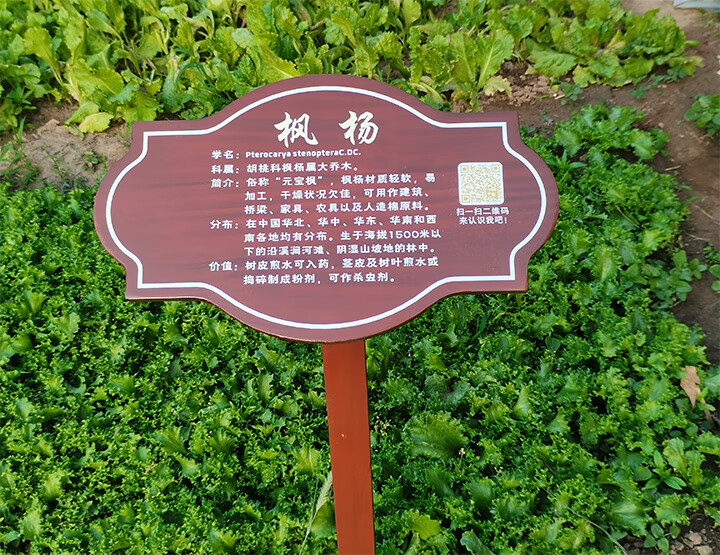 枫 杨
学名：Pterocarya stenopteraC.DC.
科属：胡桃科枫杨属大乔木。
简介：俗称“元宝枫”，枫杨材质轻软，易
加工，干燥状况次佳，可用作建筑、
桥梁、家具、农具以及人造棉原料。
分布：在中国华北、华中、华东、华南和西
南各地均有分布。生于海拔1500米以
下的沿溪涧河滩、阴湿山坡地的林中。
价值：树皮煎水可入药，茎皮及树叶煎水或
捣碎制成粉剂，可作杀虫剂。
扫一扫二维码
来认识我吧！